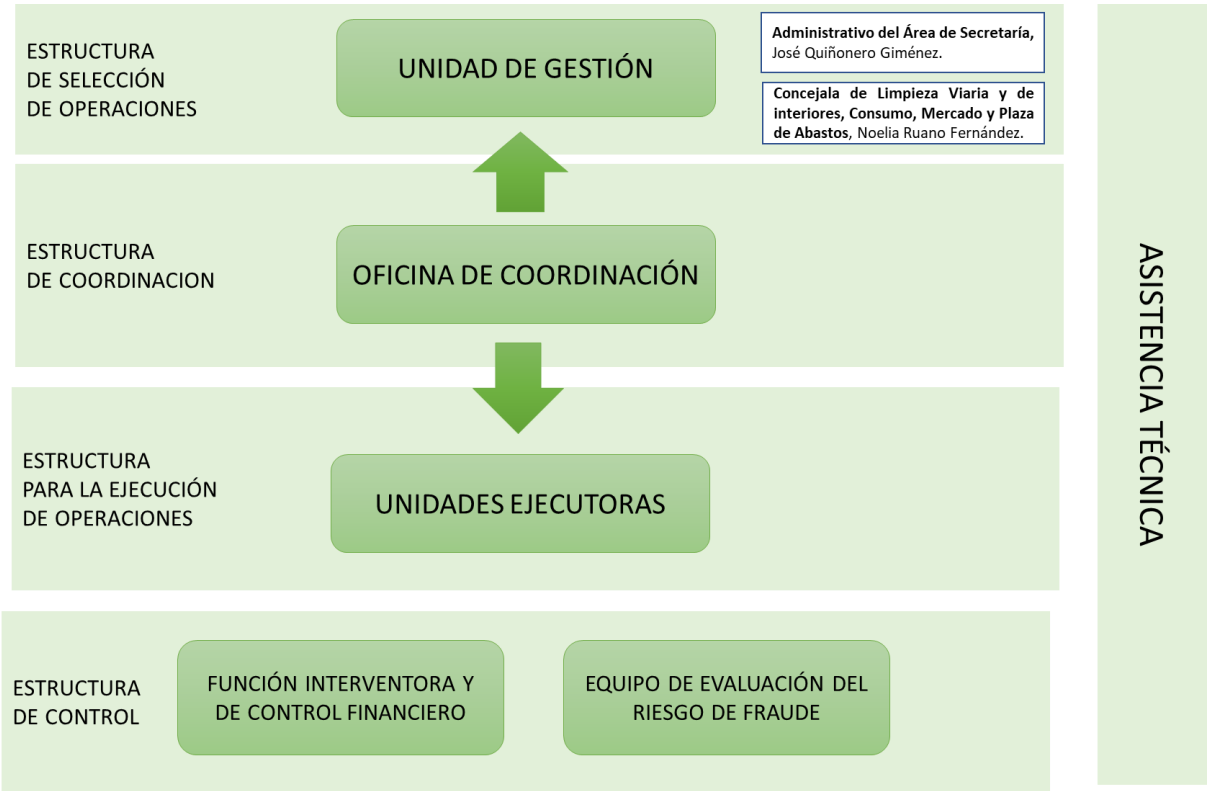 ESTRUCTURA
DE SELECCIÓN
DE OPERACIONES
UNIDAD DE GESTIÓN
Administrativo del Área de Secretaría,
José Quiñonero Giménez.
Concejala de Limpieza Viaria y de
interiores, Consumo, Mercado y Plaza
de Abastos, Noelia Ruano Fernández.
ESTRUCTURA
DE COORDINACION
OFICINA DE COORDINACIÓN
ESTRUCTURA
PARA LA EJECUCIÓN
DE OPERACIONES
UNIDADES EJECUTORAS
ESTRUCTURA
DE CONTROL
FUNCIÓN INTERVENTORA Y
DE CONTROL FINANCIERO
EQUIPO DE EVALUACIÓN DEL
RIESGO DE FRAUDE
ASISTENCIA TÉCNICA